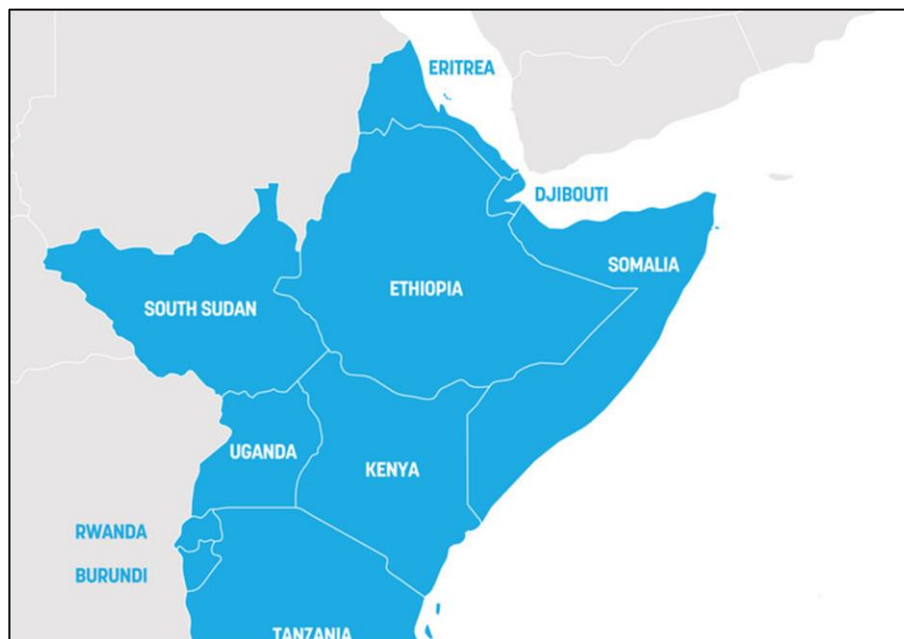 ERITREA
DJIBOUTI
SOMALIA
ETHIOPIA
SOUTH SUDAN
UGANDA
KENYA
RWANDA
BURUNDI
TANZANIA